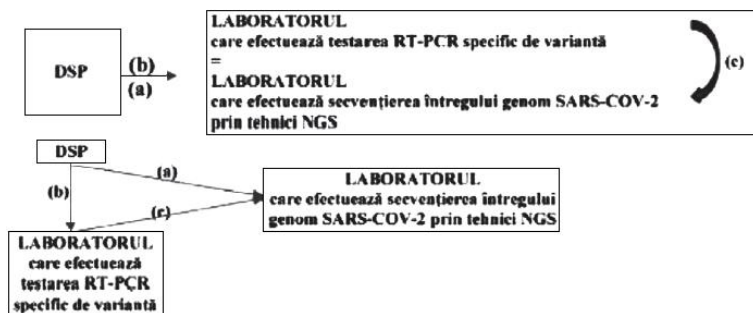 DSP
(b)
(a)
LABORATORUL
care efectuează testarea RT-PCR specific de variantă
=
LABORATORUL
care efectuează secvențierea întregului genom SARS-COV-2
prin tehnici NGS
(c)
DSP
(a)
(b)
(c)
LABORATORUL
care efectuează secvențierea întregului
genom SARS-COV-2 prin tehnici NGS
LABORATORUL
care efectuează
testarea RT-PCR
specific de variantă